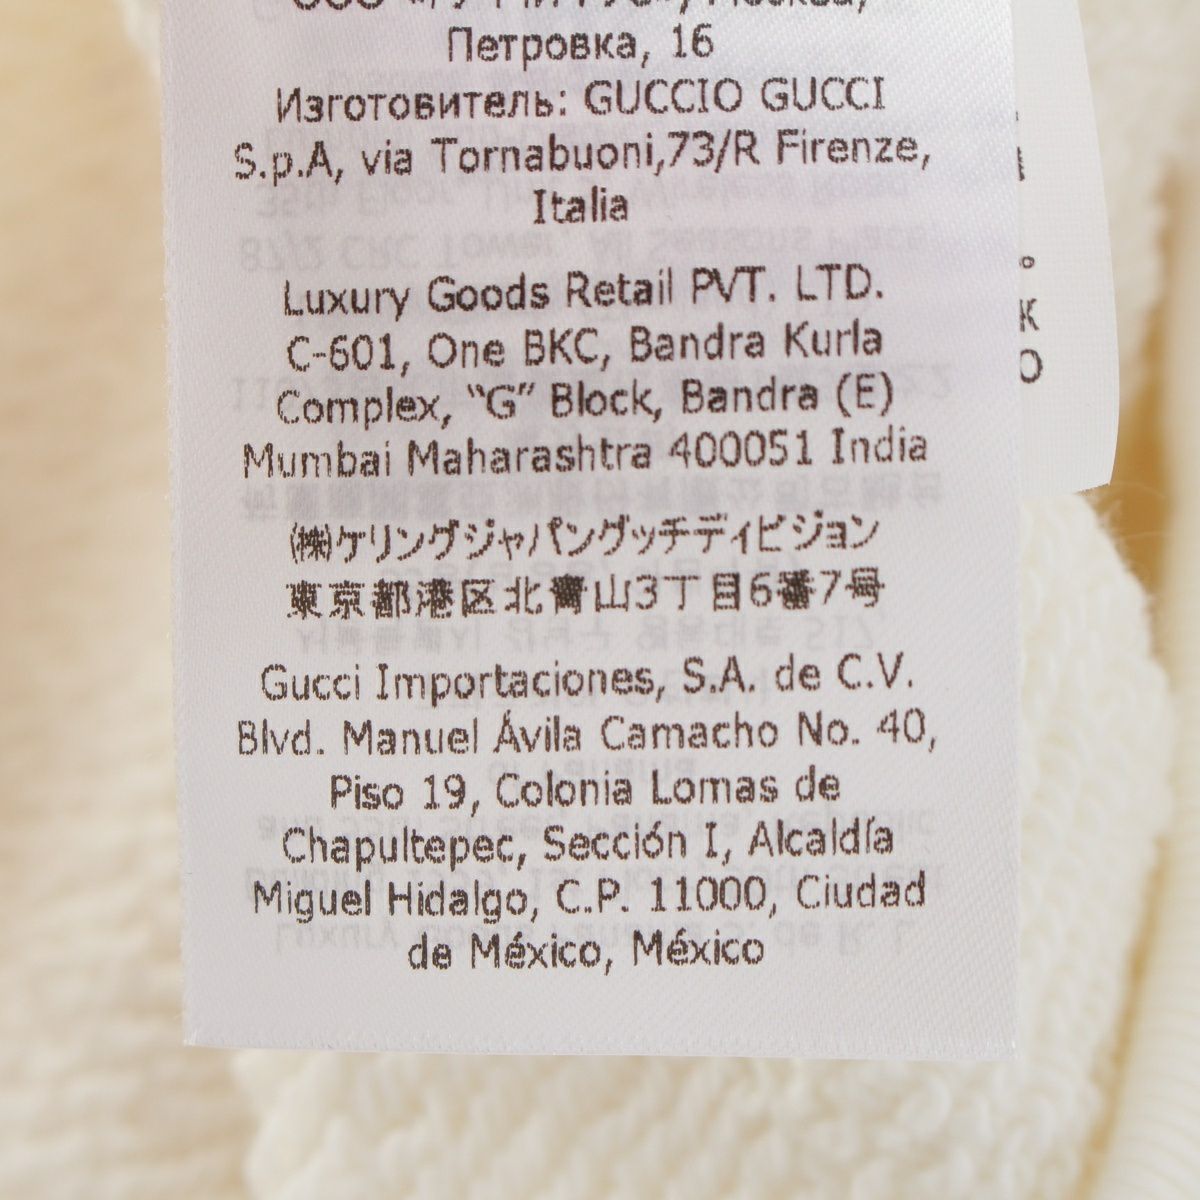 Петровка, 16
Изготовитель: GUCCIO GUCCI
S.p.A, via Tornabuoni,73/R Firenze,
Italia
Luxury Goods Retail PVT. LTD.
C-601, One BKC, Bandra Kurla
Complex, “G” Block, Bandra (E)
Mumbai Maharashtra 400051 India
㈱ケリングジャパングッチディビジョン
東京都港区北青山3丁目6番7号
Gucci Importaciones, S.A. de C.V.
Blvd. Manuel Ávila Camacho No. 40,
Piso 19, Colonia Lomas de
Chapultepec, Sección I, Alcaldía
Miguel Hidalgo, C.P. 11000, Ciudad
de México, México